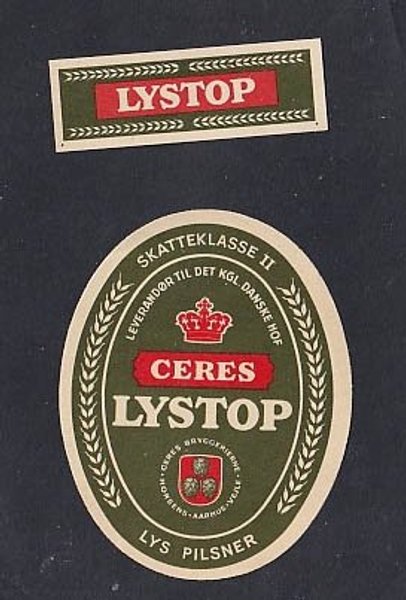 LYSTOP
SKATTEKLASSE II
LEVERANDØR TIL DET KGL. DANSKE HOF
CERES
LYSTOP
CERES BRYGGERIERNE
HORSENS - AARHUS - VEJLE
LYS PILSNER